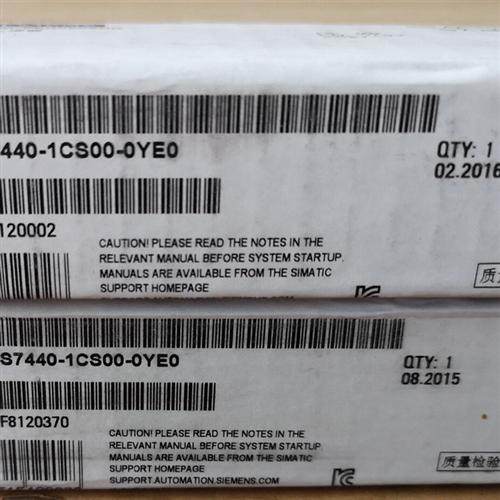 440-1CS00-0YE0
QTY: 1
02.2016
120002
CAUTION! PLEASE READ THE NOTES IN THE
RELEVANT MANUAL BEFORE SYSTEM STARTUP.
MANUALS ARE AVAILABLE FROM THE SIMATIC
SUPPORT HOMEPAGE
质量
S7440-1CS00-0YE0
QTY: 1
08.2015
F8120370
CAUTION! PLEASE READ THE NOTES IN THE
RELEVANT MANUAL BEFORE SYSTEM STARTUP.
MANUALS ARE AVAILABLE FROM THE SIMATIC
SUPPORT HOMEPAGE
SUPPORT.AUTOMATION.SIEMENS.COM
质量检验